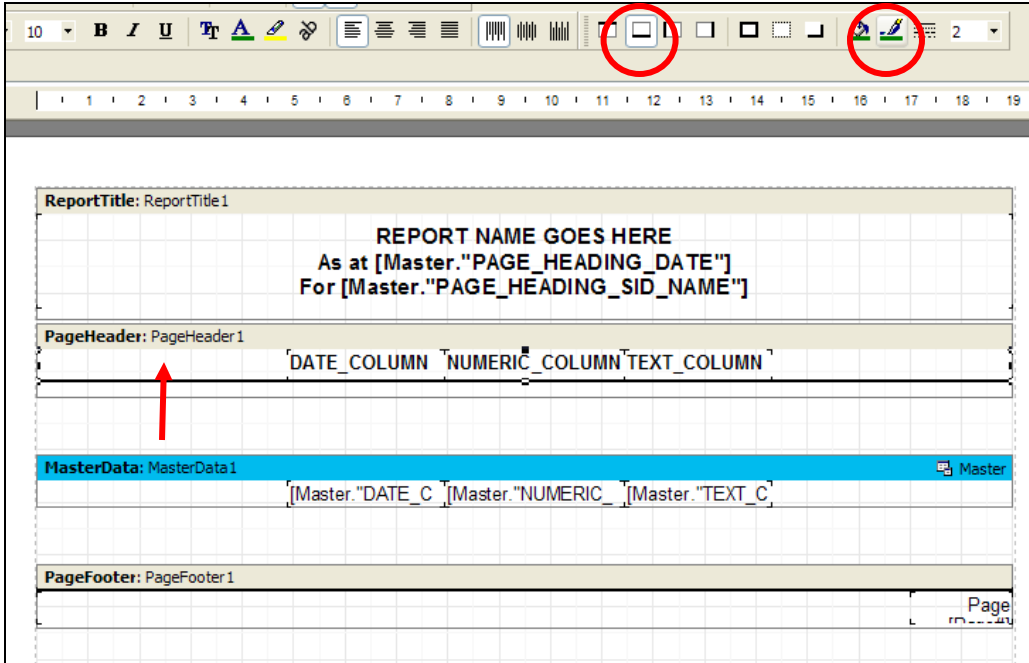 10 B I U Tr A 2
1 2 3 4 5 6 7 8 9 10 11 12 13 14 15 16 17 18 19
ReportTitle: ReportTitle1
REPORT NAME GOES HERE
As at [Master."PAGE_HEADING_DATE"]
For [Master."PAGE_HEADING_SID_NAME"]
PageHeader: PageHeader1
DATE_COLUMN NUMERIC_COLUMN TEXT_COLUMN
MasterData: MasterData1 Master
[Master."DATE_C [Master."NUMERIC_ [Master."TEXT_C
PageFooter: PageFooter1
Page